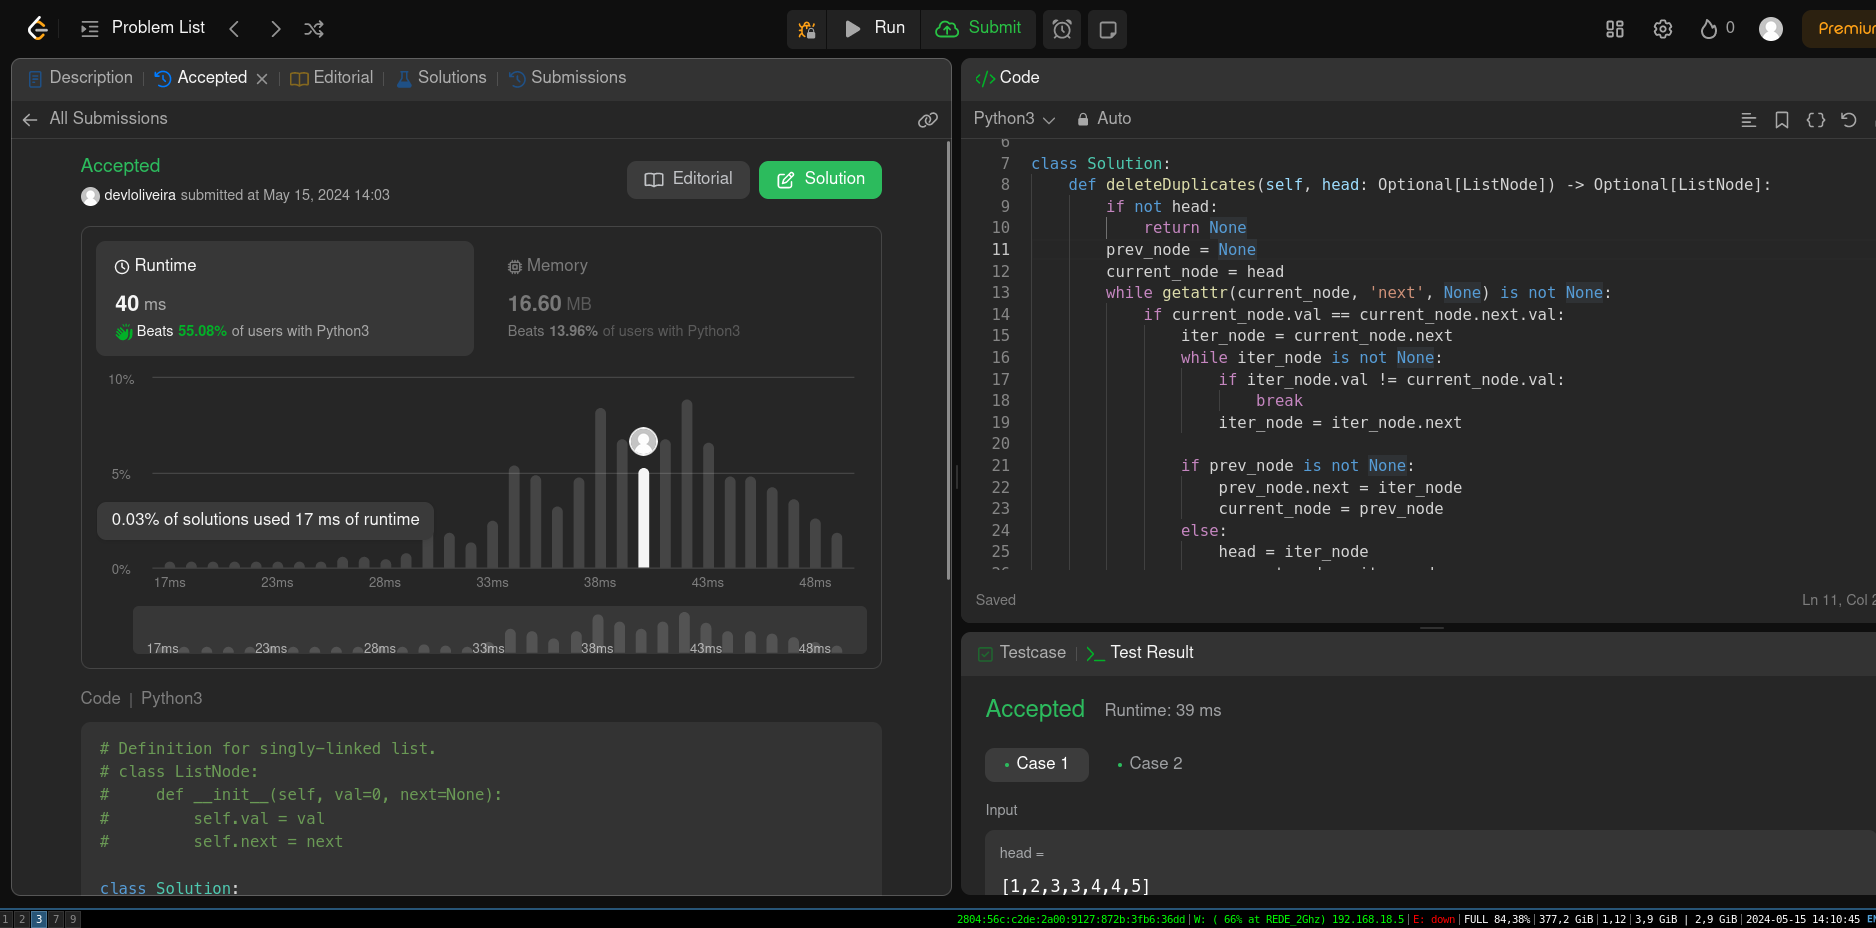 Problem List
Run
Submit
0
Premium
Description
Accepted
Editorial
Solutions
Submissions
All Submissions
Accepted
devloliveira submitted at May 15, 2024 14:03
Editorial
Solution
Runtime
40 ms
Beats 55.08% of users with Python3
Memory
16.60 MB
Beats 13.96% of users with Python3
10%
5%
0%
0.03% of solutions used 17 ms of runtime
17ms 23ms 28ms 33ms 38ms 43ms 48ms
17ms 23ms 28ms 33ms 38ms 43ms 48ms
Code | Python3
# Definition for singly-linked list.
# class ListNode:
#     def __init__(self, val=0, next=None):
#         self.val = val
#         self.next = next
class Solution:
</> Code
Python3
Auto
6
7 class Solution:
8     def deleteDuplicates(self, head: Optional[ListNode]) -> Optional[ListNode]:
9         if not head:
10             return None
11         prev_node = None
12         current_node = head
13         while getattr(current_node, 'next', None) is not None:
14             if current_node.val == current_node.next.val:
15                 iter_node = current_node.next
16                 while iter_node is not None:
17                     if iter_node.val != current_node.val:
18                         break
19                     iter_node = iter_node.next
20
21                 if prev_node is not None:
22                     prev_node.next = iter_node
23                     current_node = prev_node
24                 else:
25                     head = iter_node
Saved
Ln 11, Col
Testcase
Test Result
Accepted
Runtime: 39 ms
Case 1
Case 2
Input
head =
[1,2,3,3,4,4,5]
1 2 3 7 9
2804:56c:c2de:2a00:9127:872b:3fb6:36dd|W: ( 66% at REDE_2Ghz) 192.168.18.5|E: down|FULL 84,38%|377,2 GiB|1,12|3,9 GiB | 2,9 GiB|2024-05-15 14:10:45